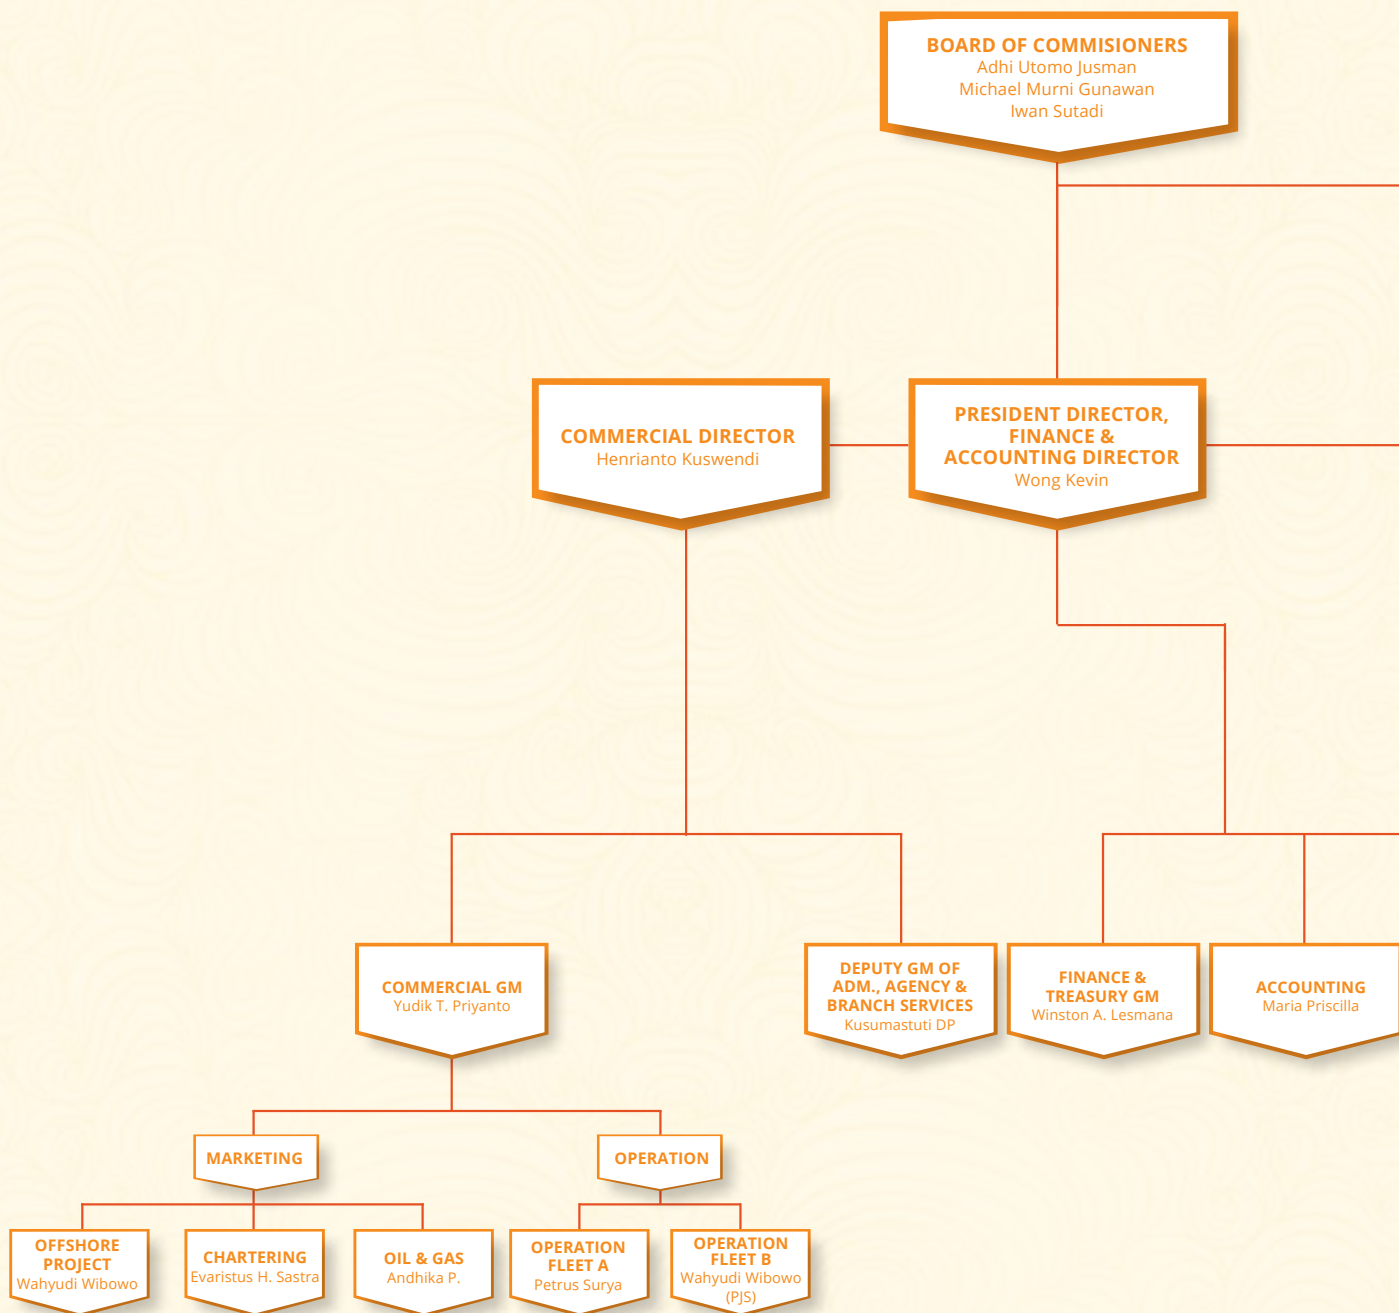 BOARD OF COMMISIONERS
Adhi Utomo Jusman
Michael Murni Gunawan
Iwan Sutadi
COMMERCIAL DIRECTOR
Henrianto Kuswendi
PRESIDENT DIRECTOR,
FINANCE &
ACCOUNTING DIRECTOR
Wong Kevin
COMMERCIAL GM
Yudik T. Priyanto
DEPUTY GM OF
ADM., AGENCY &
BRANCH SERVICES
Kusumastuti DP
FINANCE &
TREASURY GM
Winston A. Lesmana
ACCOUNTING
Maria Priscilla
MARKETING
OPERATION
OFFSHORE
PROJECT
Wahyudi Wibowo
CHARTERING
Evaristus H. Sastra
OIL & GAS
Andhika P.
OPERATION
FLEET A
Petrus Surya
OPERATION
FLEET B
Wahyudi Wibowo
(PJS)